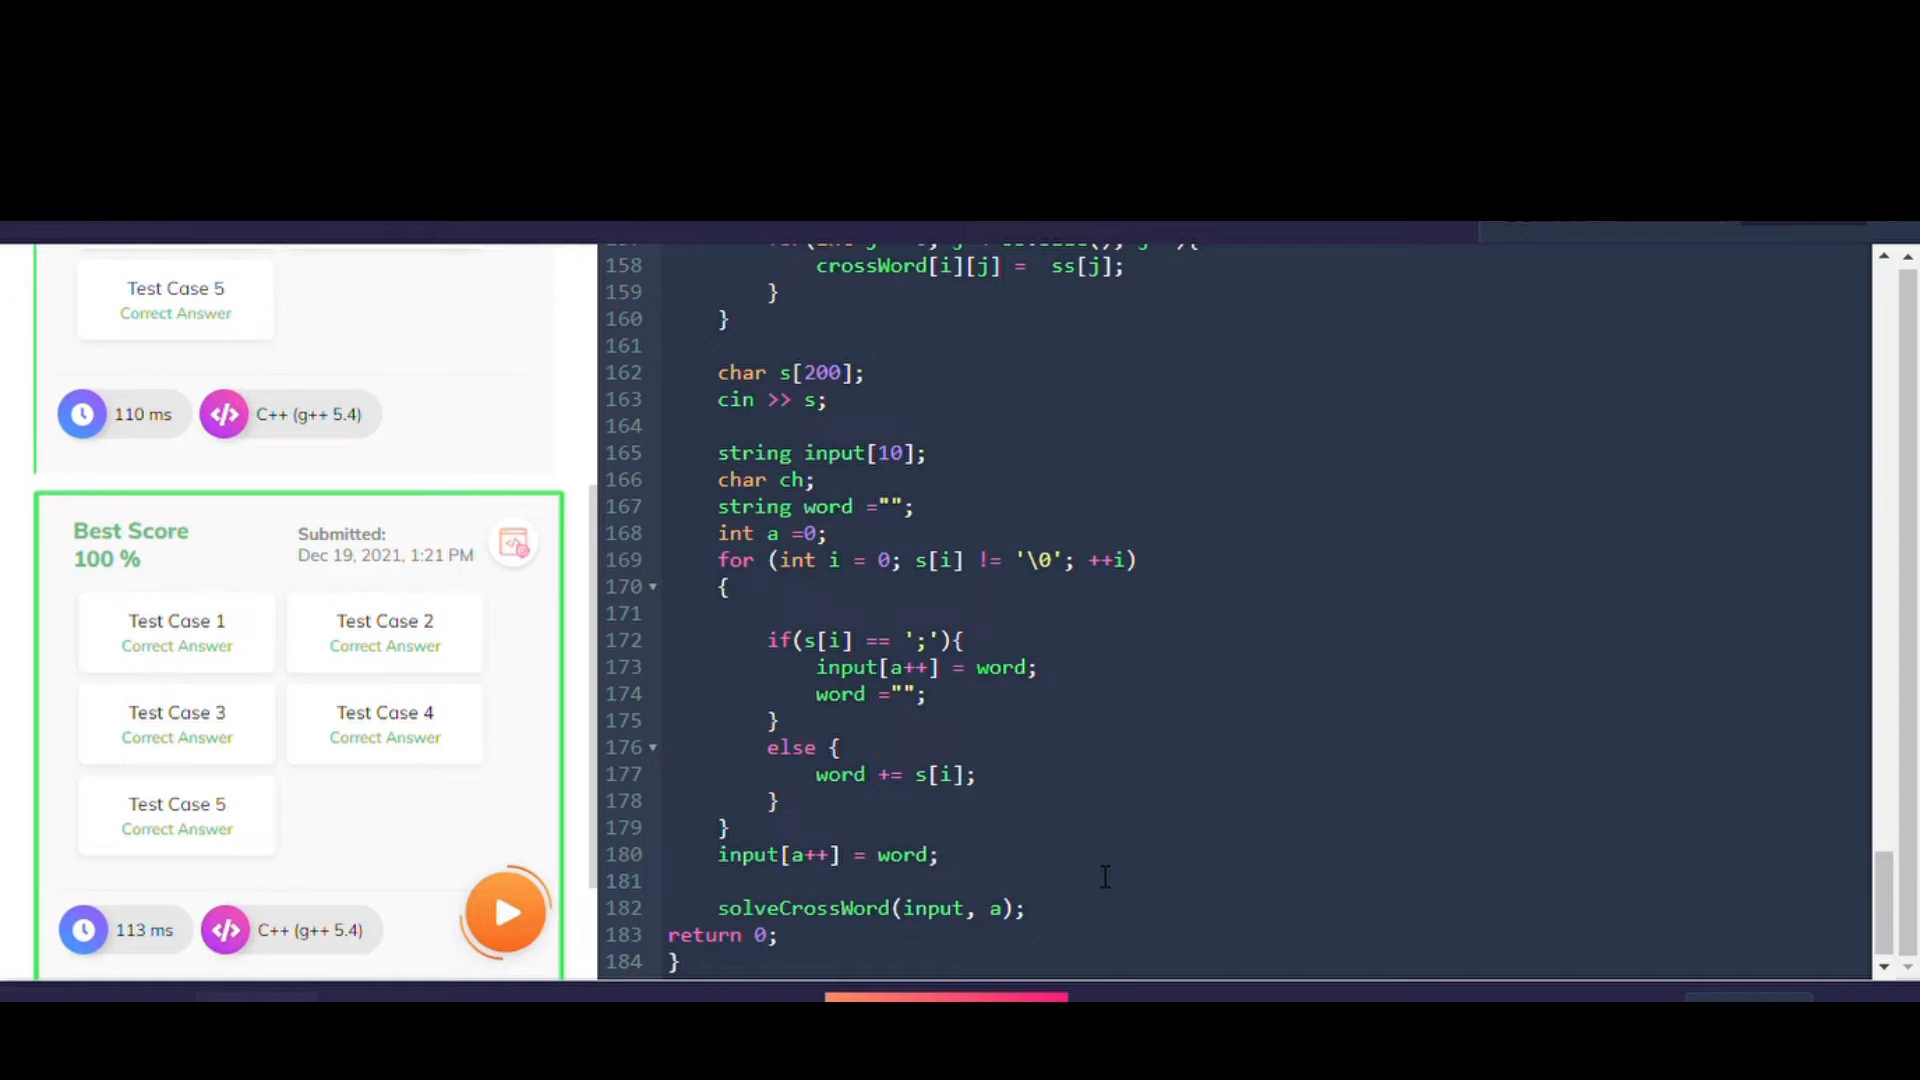 Test Case 5
Correct Answer
110 ms
C++ (g++ 5.4)
Best Score
100 %
Submitted:
Dec 19, 2021, 1:21 PM
Test Case 1
Correct Answer
Test Case 2
Correct Answer
Test Case 3
Correct Answer
Test Case 4
Correct Answer
Test Case 5
Correct Answer
113 ms
C++ (g++ 5.4)
158 crossWord[i][j] = ss[j];
159 }
160 }
161
162 char s[200];
163 cin >> s;
164
165 string input[10];
166 char ch;
167 string word ="";
168 int a =0;
169 for (int i = 0; s[i] != '\0'; ++i)
170 {
171
172 if(s[i] == ';'){
173 input[a++] = word;
174 word ="";
175 }
176 else {
177 word += s[i];
178 }
179 }
180 input[a++] = word;
181
182 solveCrossWord(input, a);
183 return 0;
184 }